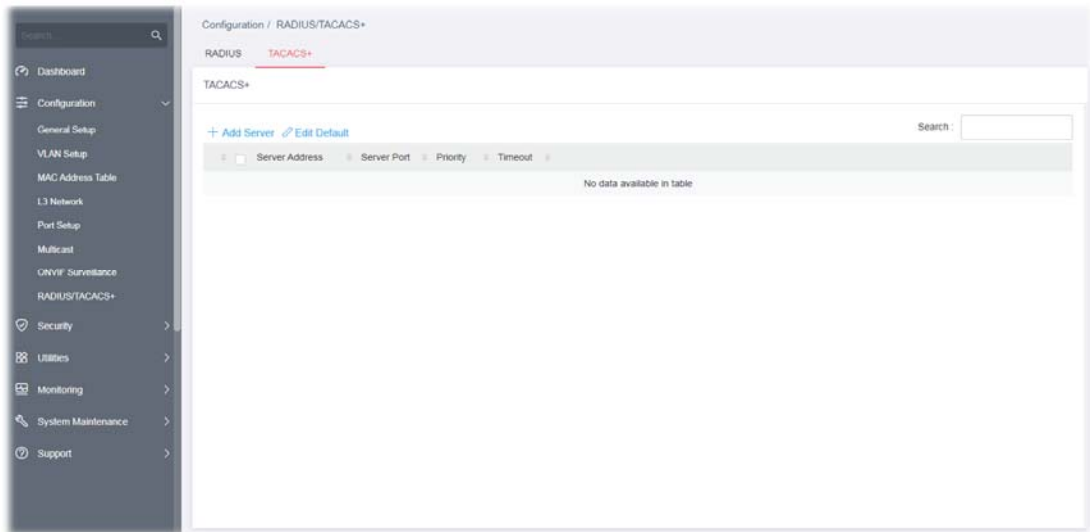 Search...
Configuration / RADIUS/TACACS+
RADIUS TACACS+
TACACS+
+ Add Server Edit Default
Search :
Server Address Server Port Priority Timeout
No data available in table
Dashboard
Configuration
General Setup
VLAN Setup
MAC Address Table
L3 Network
Port Setup
Multicast
ONVIF Surveillance
RADIUS/TACACS+
Security
Utilities
Monitoring
System Maintenance
Support